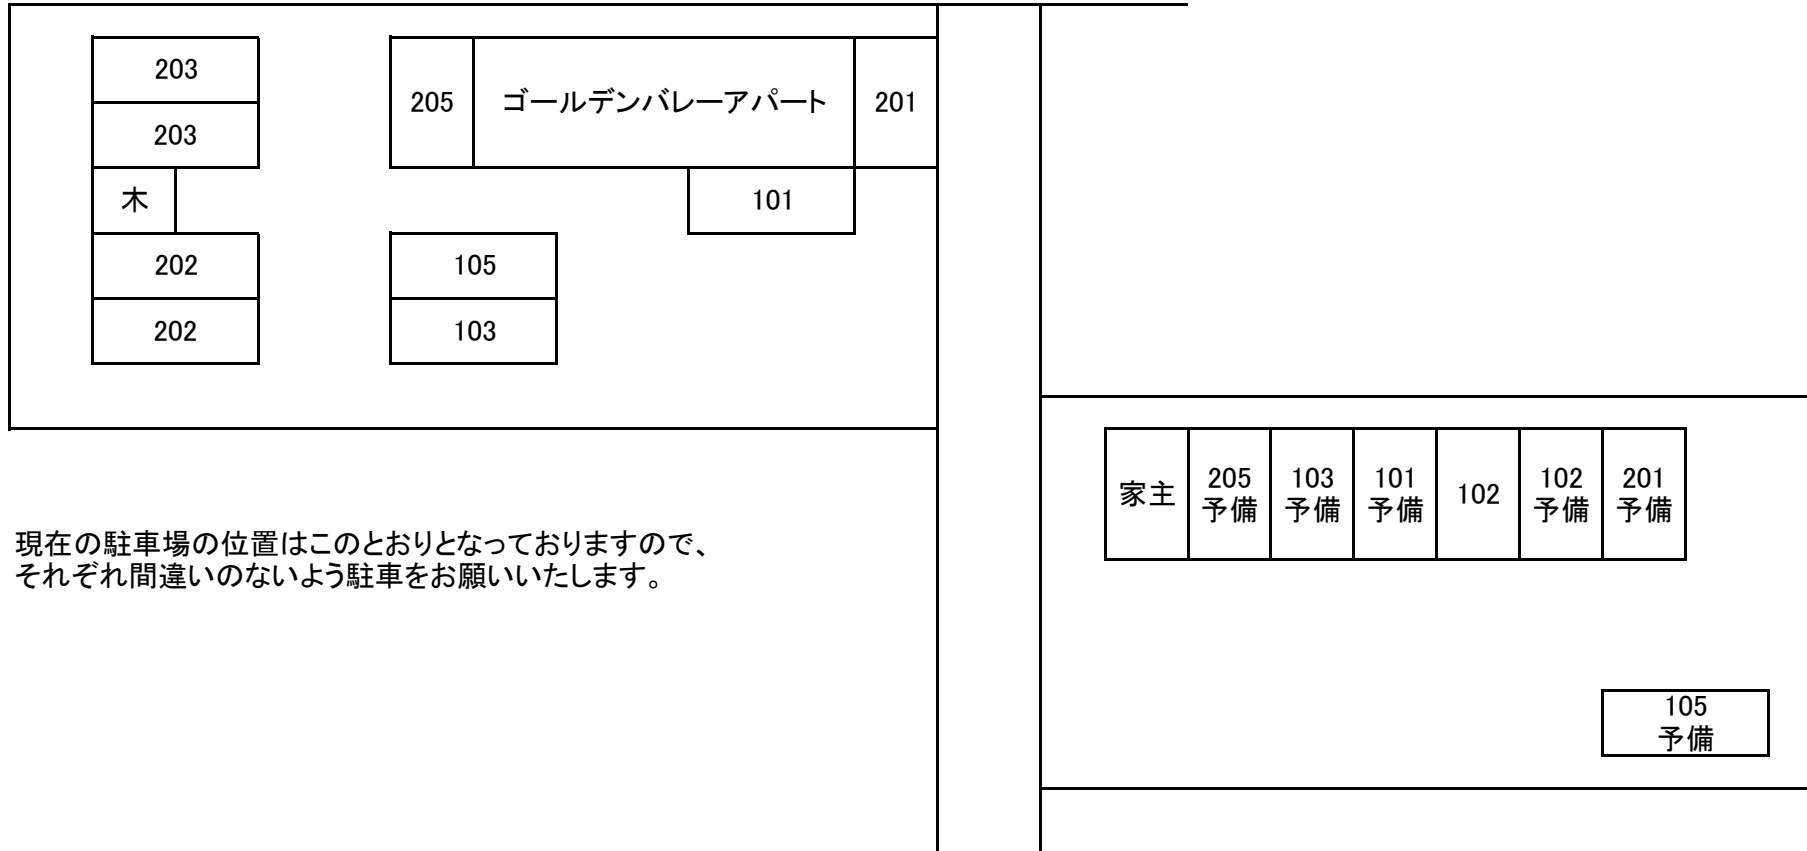 203
203
木
202
202
205
ゴールデンバレーアパート
201
101
105
103
家主
205
予備
103
予備
101
予備
102
102
予備
201
予備
105
予備
現在の駐車場の位置はこのとおりとなっておりますので、
それぞれ間違いのないよう駐車をお願いいたします。